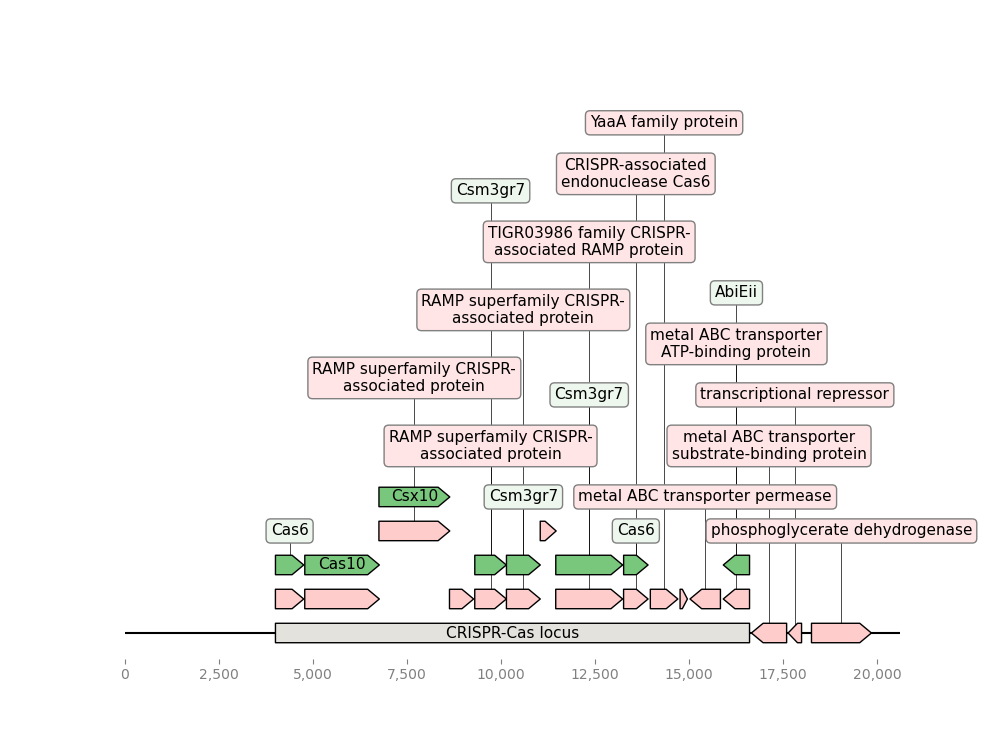 YaaA family protein
CRISPR-associated
endonuclease Cas6
Csm3gr7
TIGR03986 family CRISPR-
associated RAMP protein
AbiEii
RAMP superfamily CRISPR-
associated protein
metal ABC transporter
ATP-binding protein
RAMP superfamily CRISPR-
associated protein
Csm3gr7
transcriptional repressor
RAMP superfamily CRISPR-
associated protein
metal ABC transporter
substrate-binding protein
Csx10
Csm3gr7
metal ABC transporter permease
Cas6
Cas6
phosphoglycerate dehydrogenase
Cas10
CRISPR-Cas locus
0
2,500
5,000
7,500
10,000
12,500
15,000
17,500
20,000